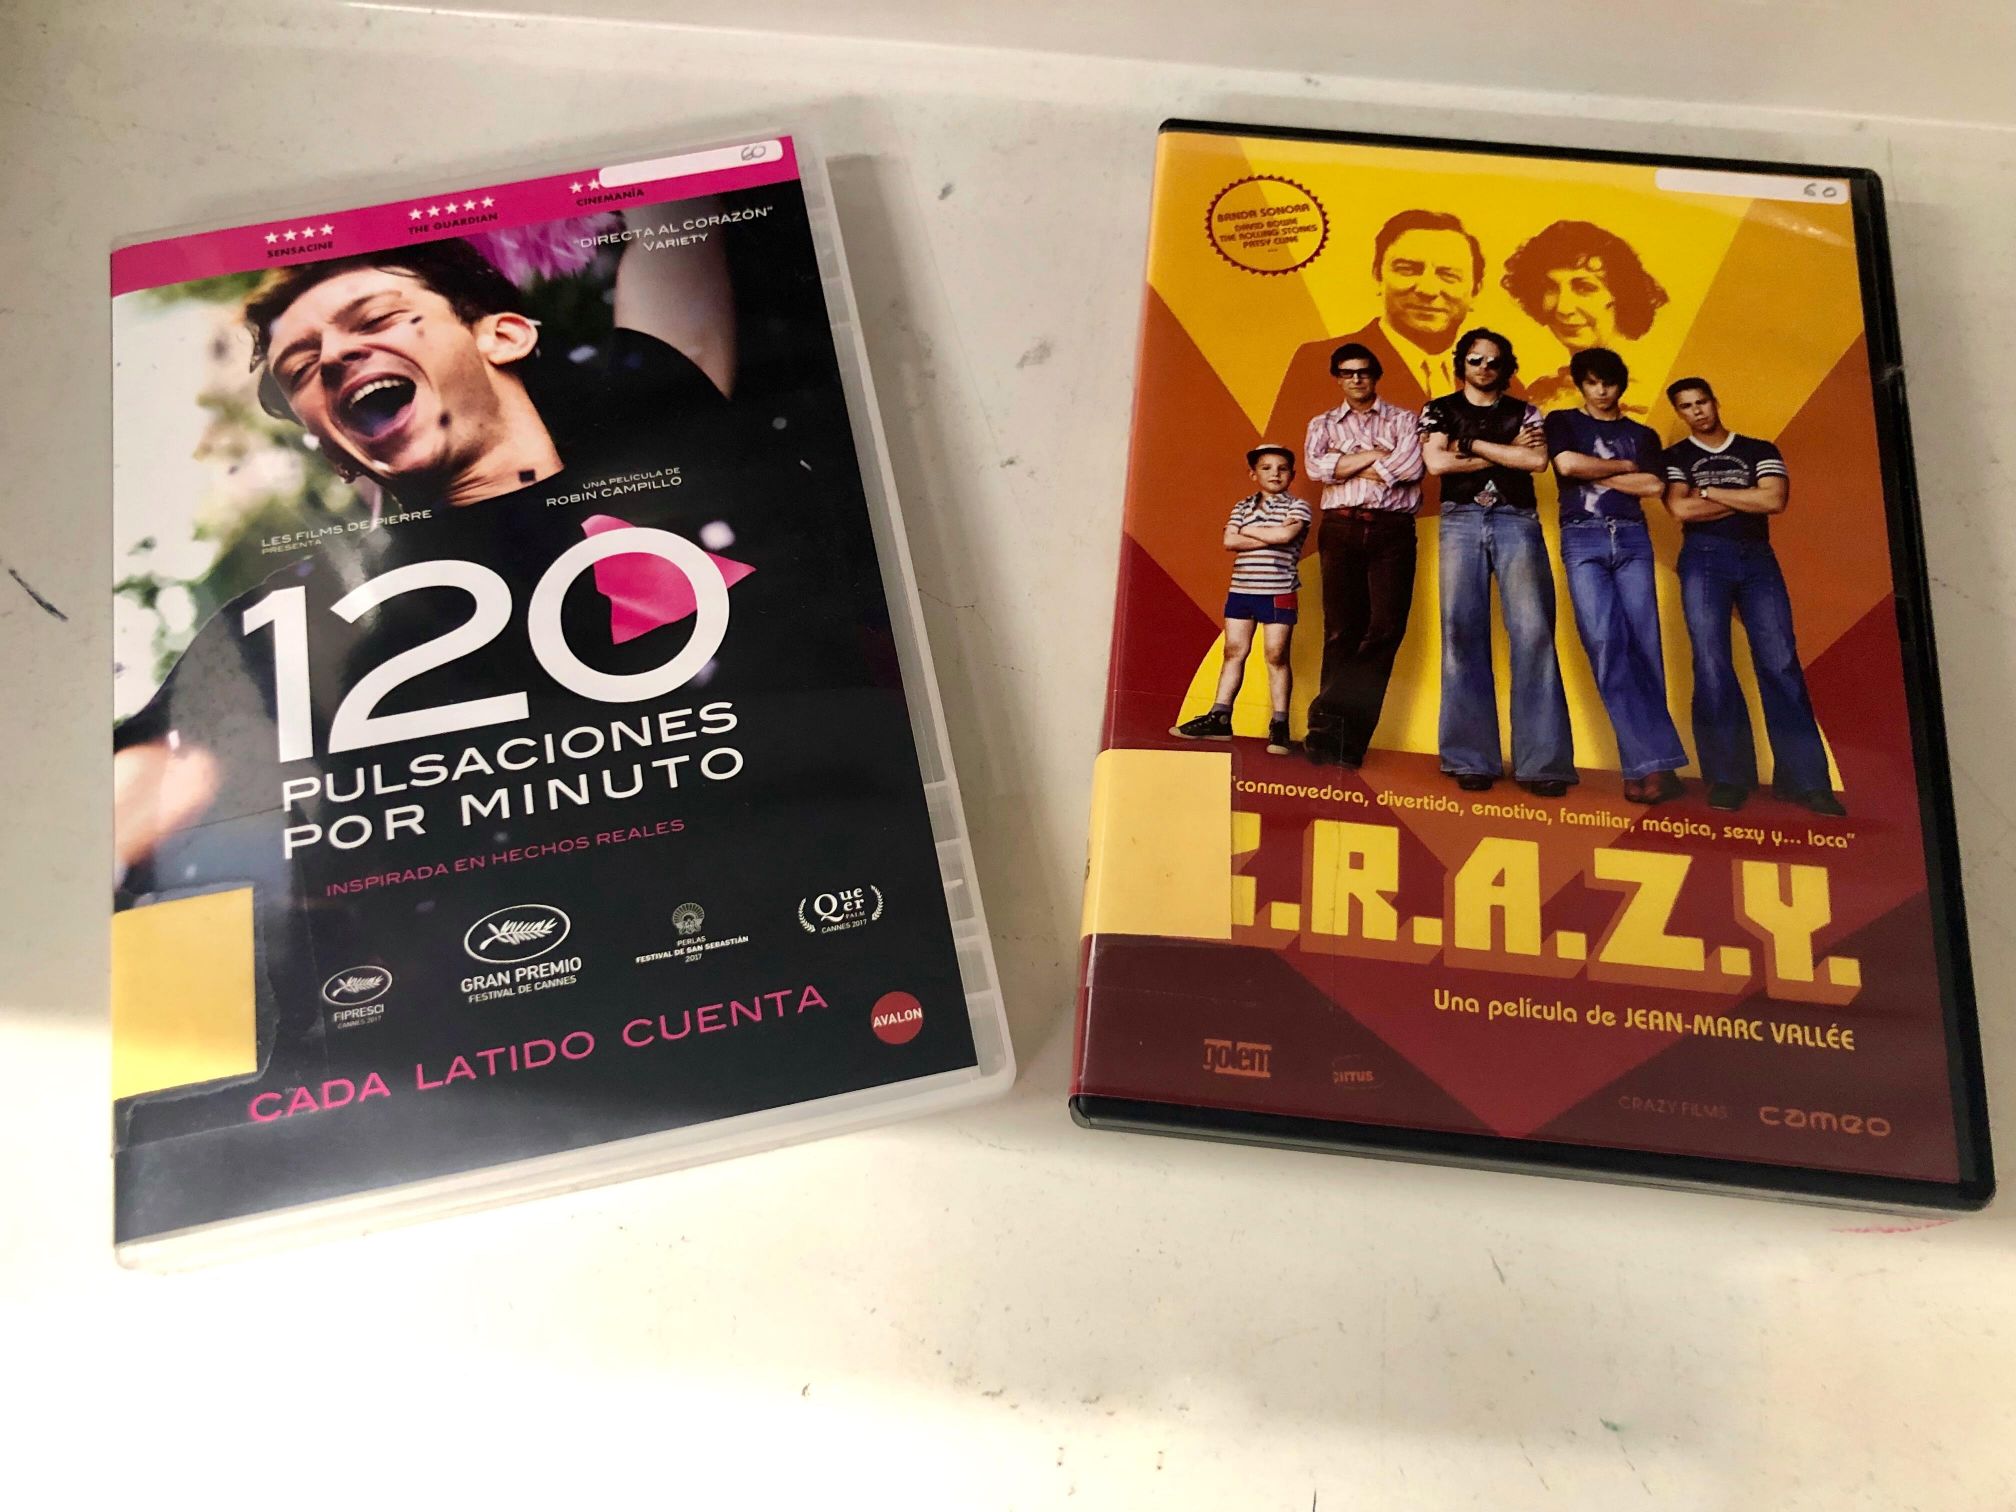 60
SENSACINE
THE GUARDIAN
CINEMANÍA
"DIRECTA AL CORAZÓN"
VARIETY
UNA PELÍCULA DE
ROBIN CAMPILLO
LES FILMS DE PIERRE
PRESENTA
120
PULSACIONES
POR MINUTO
INSPIRADA EN HECHOS REALES
FIPRESCI
CANNES 2017
GRAN PREMIO
FESTIVAL DE CANNES
PERLAS
FESTIVAL DE SAN SEBASTIÁN
2017
Que
er
PALM
CANNES 2017
CADA LATIDO CUENTA
AVALON
60
BANDA SONORA
DAVID BOWIE
THE ROLLING STONES
PATSY CLINE
...
"conmovedora, divertida, emotiva, familiar, mágica, sexy y... loca"
C.R.A.Z.Y.
Una película de JEAN-MARC VALLÉE
golem
cirrus
CRAZY FILMS
cameo